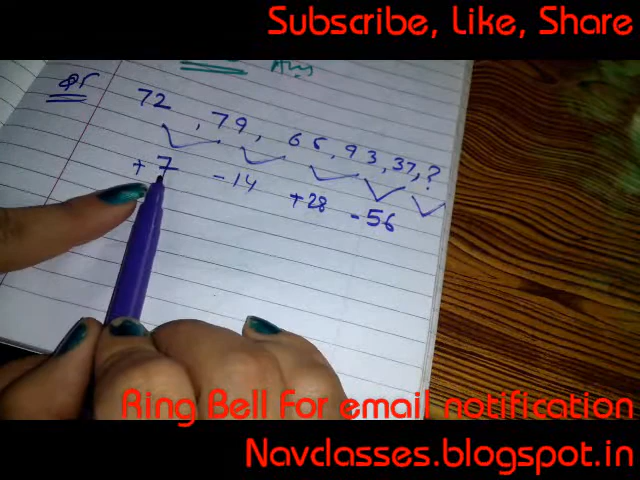 Subscribe, Like, Share
Ans
Q5
72, 79, 65, 93, 37, ?
+7 -14 +28 -56
Ring Bell For email notification
Navclasses.blogspot.in